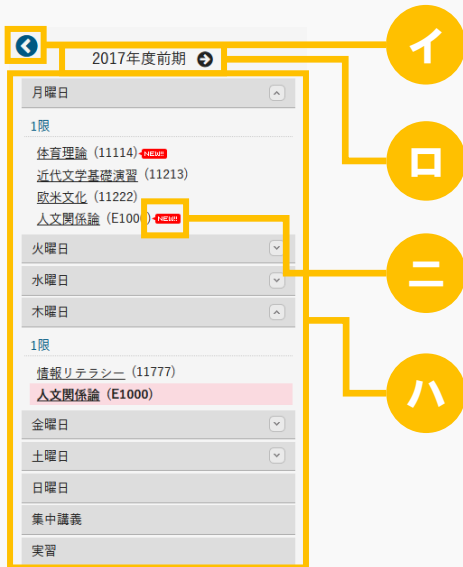 イ
2017年度前期
月曜日
ロ
1限
体育理論 (11114) NEW!!
近代文学基礎演習 (11213)
欧米文化 (11222)
人文関係論 (E1000) NEW!!
火曜日
ニ
水曜日
木曜日
1限
情報リテラシー (11777)
人文関係論 (E1000)
ハ
金曜日
土曜日
日曜日
集中講義
実習